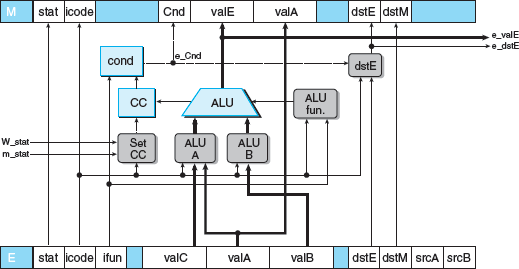 M stat icode Cnd valE valA dstE dstM
e_valE
e_dstE
e_Cnd
cond
dstE
CC
ALU
ALU
fun.
W_stat
m_stat
Set
CC
ALU
A
ALU
B
E stat icode ifun valC valA valB dstE dstM srcA srcB